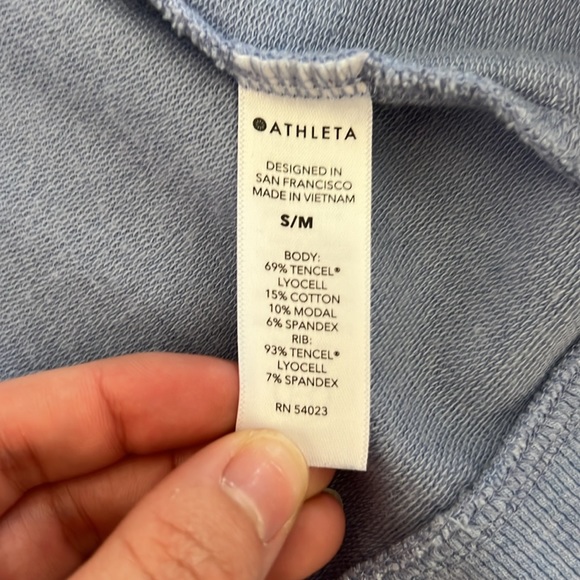 ATHLETA
DESIGNED IN
SAN FRANCISCO
MADE IN VIETNAM
S/M
BODY:
69% TENCEL®
LYOCELL
15% COTTON
10% MODAL
6% SPANDEX
RIB:
93% TENCEL®
LYOCELL
7% SPANDEX
RN 54023